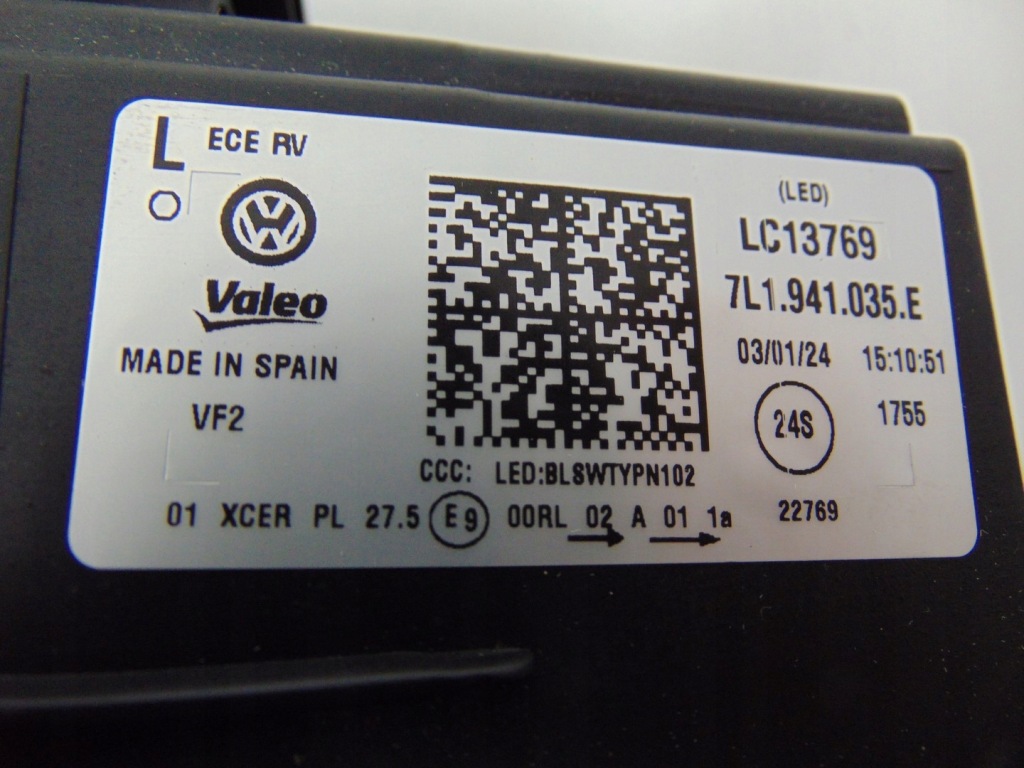 L ECE RV
Valeo
MADE IN SPAIN
VF2
(LED)
LC13769
7L1.941.035.E
03/01/24 15:10:51
24S 1755
CCC: LED:BLSWTYPN102
01 XCER PL 27.5 E9 00RL 02 A 01 1a 22769